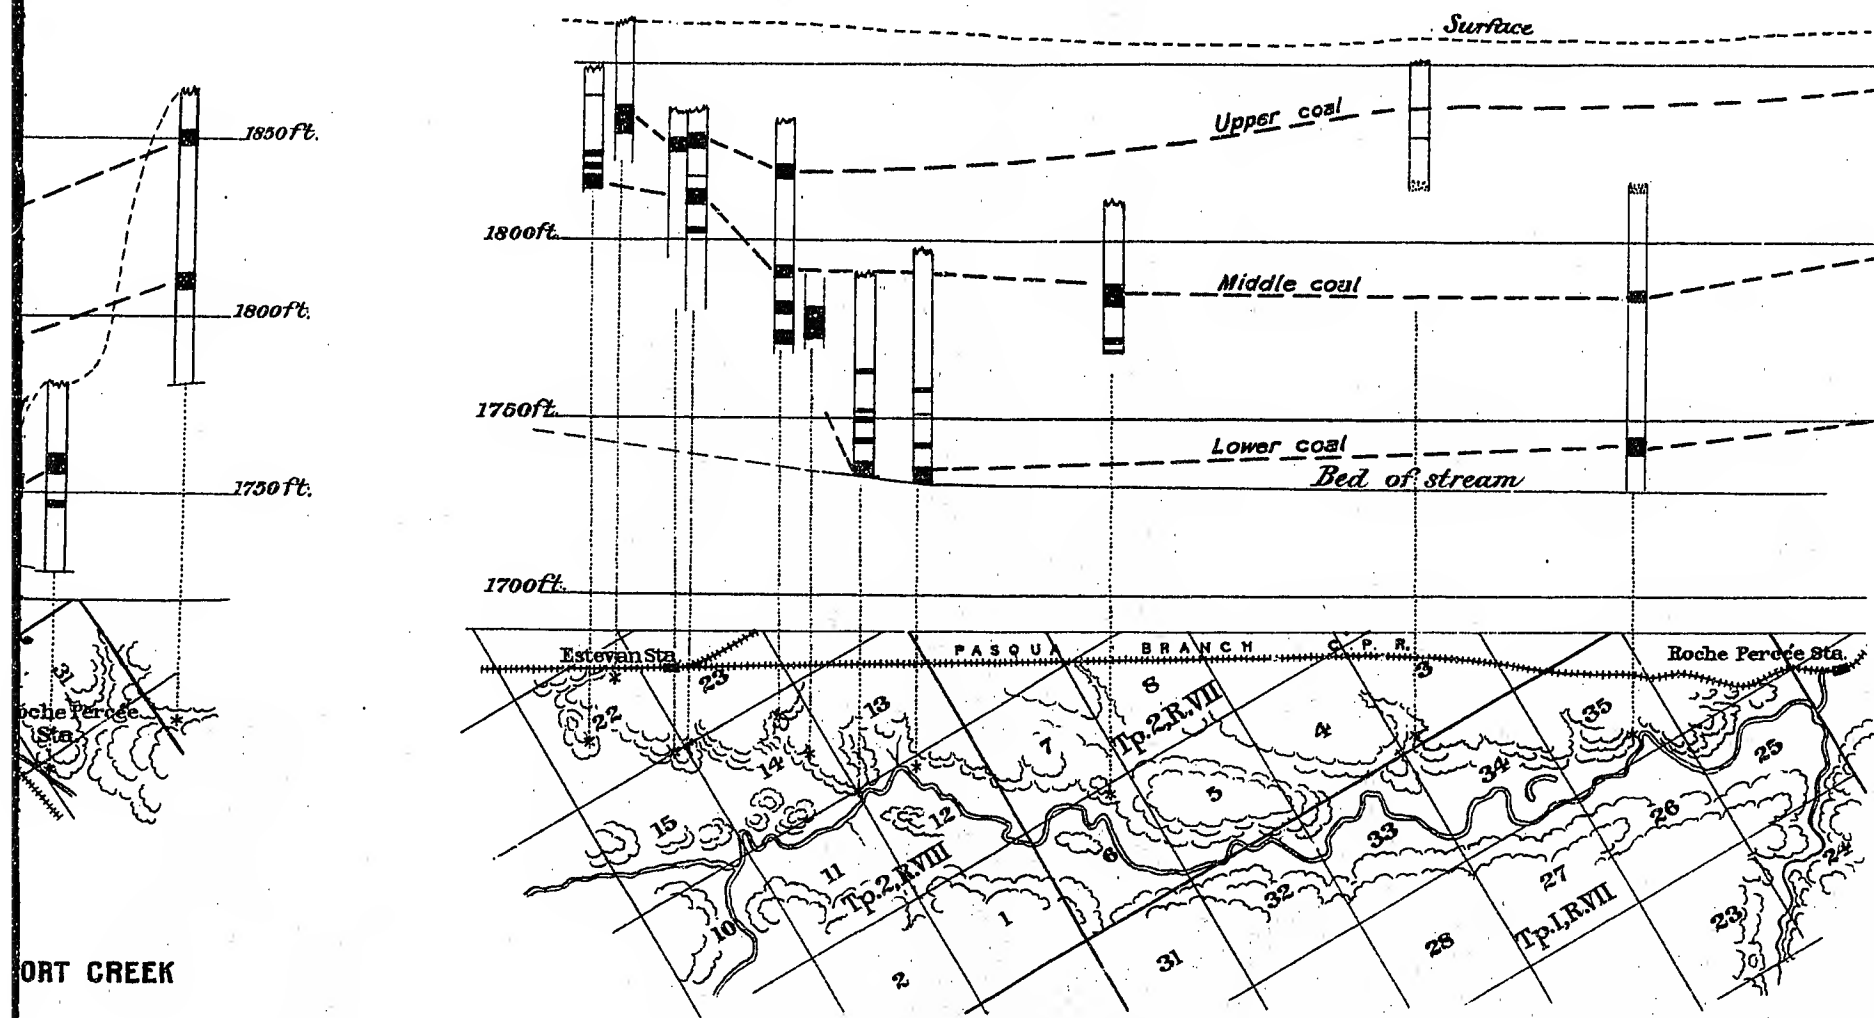 Surface
1850ft.
Upper coal
1800ft.
Middle coal
1800ft.
1750ft.
Lower coal
1750ft.
Bed of stream
1700ft.
Estevan Sta.
PASQUA BRANCH C. P. R.
Roche Percée Sta.
31
23
8
3
22
13
Tp. 2, R. VII
35
oche Percée
Sta.
7
4
14
34
25
5
15
12
26
33
6
24
11
Tp. 2, R. VIII
27
32
10
1
Tp. 1, R. VII
23
28
31
2
ORT CREEK